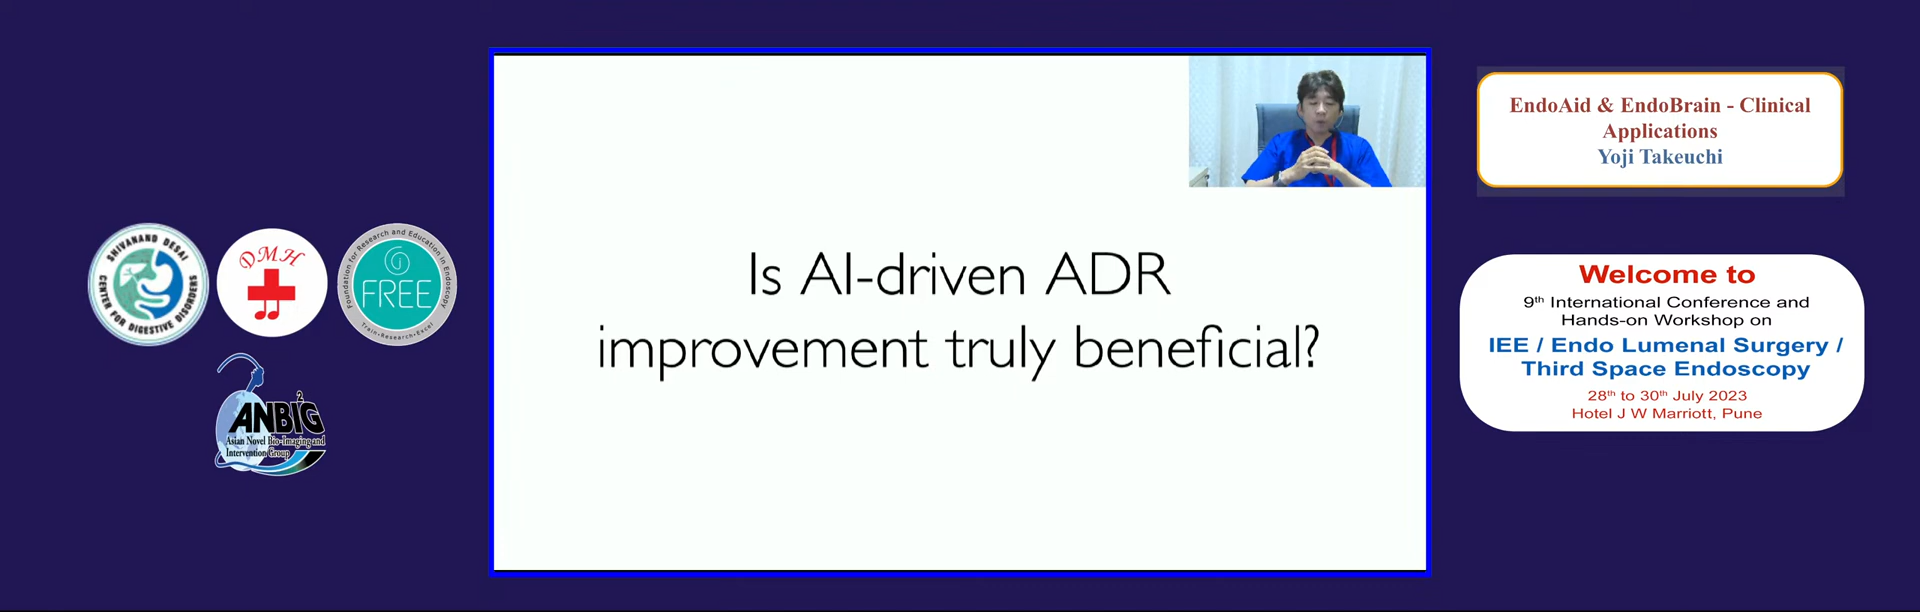 SHIVANAND DESAI
CENTER FOR DIGESTIVE DISORDERS
DMH
Foundation for Research and Education in Endoscopy
FREE
Train•Research•Excel
ANBI²G
Asian Novel Bio-Imaging and
Intervention Group
Is AI-driven ADR
improvement truly beneficial?
EndoAid & EndoBrain - Clinical
Applications
Yoji Takeuchi
Welcome to
9th International Conference and
Hands-on Workshop on
IEE / Endo Lumenal Surgery /
Third Space Endoscopy
28th to 30th July 2023
Hotel J W Marriott, Pune